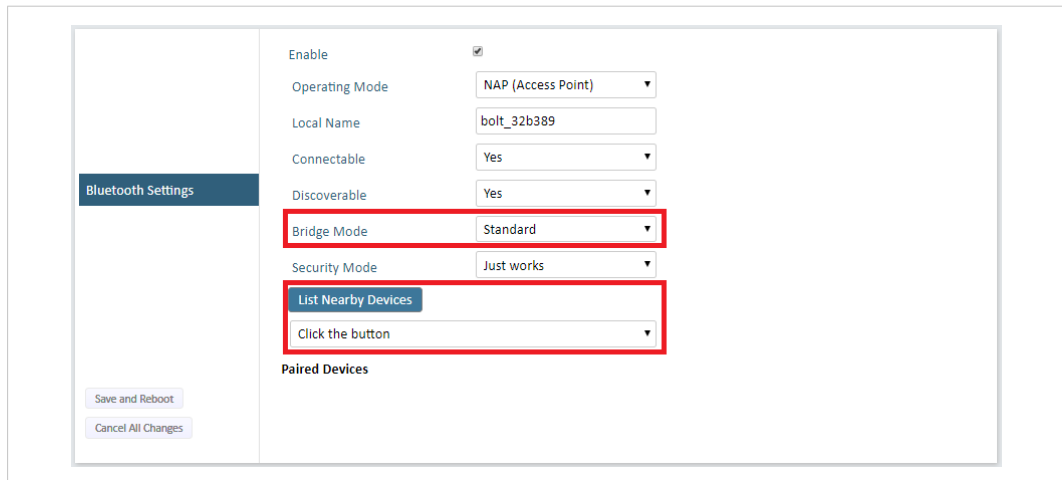 Enable
Operating Mode NAP (Access Point)
Local Name bolt_32b389
Connectable Yes
Bluetooth Settings
Discoverable Yes
Bridge Mode Standard
Security Mode Just works
List Nearby Devices
Click the button
Paired Devices
Save and Reboot
Cancel All Changes